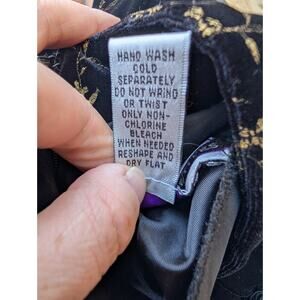 HAND WASH
COLD
SEPARATELY
DO NOT WRING
OR TWIST
ONLY NON-
CHLORINE
BLEACH
WHEN NEEDED
RESHAPE AND
DRY FLAT